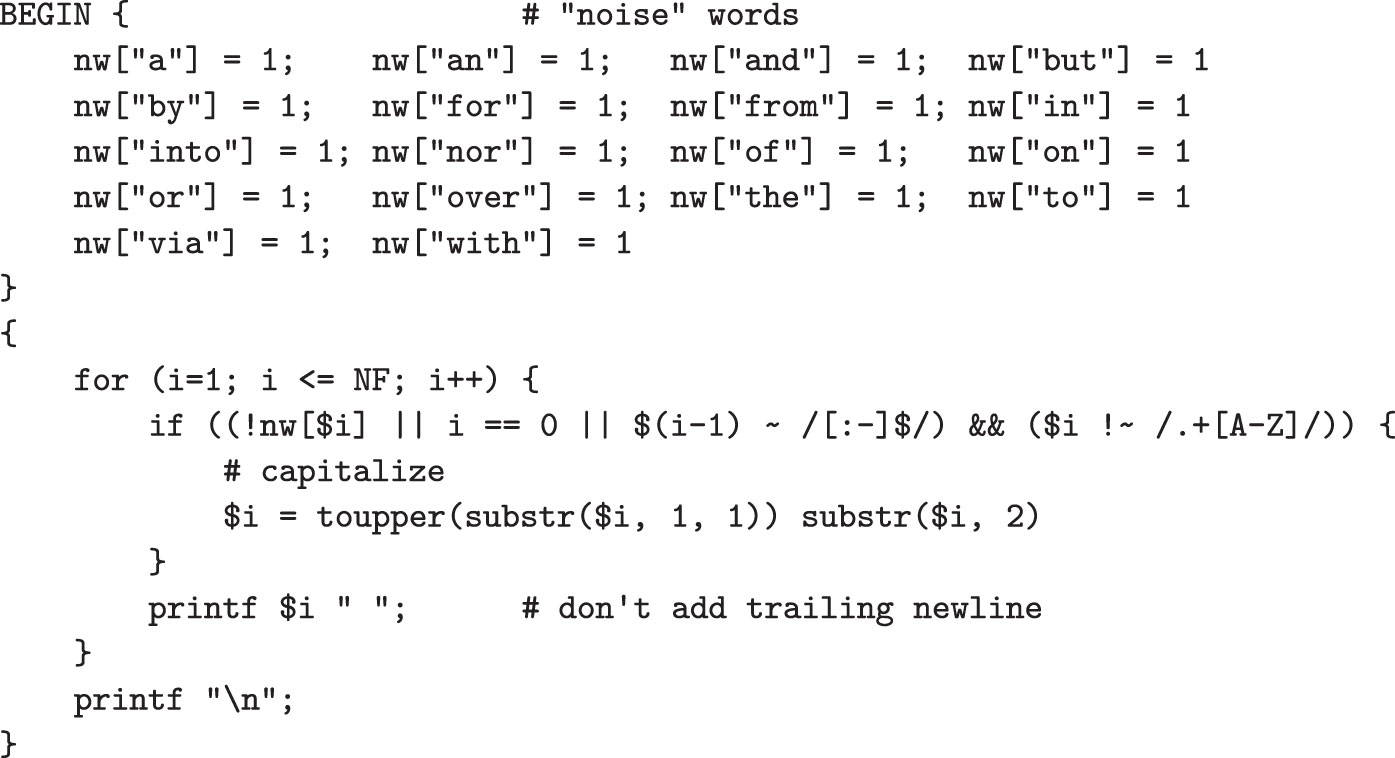 BEGIN {                     # "noise" words
    nw["a"] = 1;    nw["an"] = 1;   nw["and"] = 1;  nw["but"] = 1
    nw["by"] = 1;   nw["for"] = 1;  nw["from"] = 1; nw["in"] = 1
    nw["into"] = 1; nw["nor"] = 1;  nw["of"] = 1;   nw["on"] = 1
    nw["or"] = 1;   nw["over"] = 1; nw["the"] = 1;  nw["to"] = 1
    nw["via"] = 1;  nw["with"] = 1
}
{
    for (i=1; i <= NF; i++) {
        if ((!nw[$i] || i == 0 || $(i-1) ~ /[:-]$/) && ($i !~ /.+[A-Z]/)) {
            # capitalize
            $i = toupper(substr($i, 1, 1)) substr($i, 2)
        }
        printf $i " ";      # don't add trailing newline
    }
    printf "\n";
}